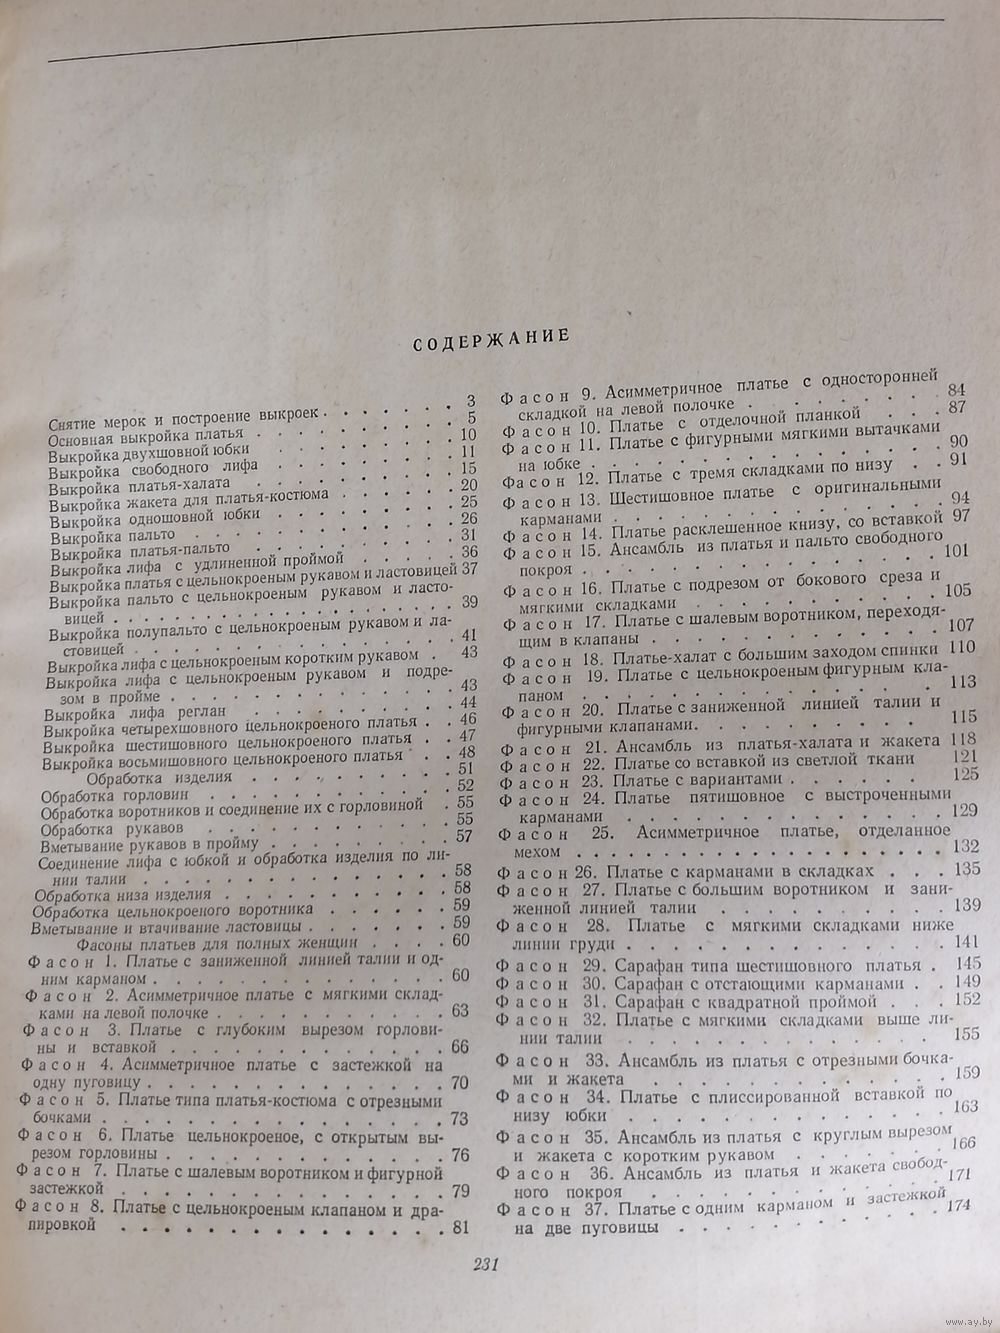 СОДЕРЖАНИЕ
Снятие мерок и построение выкроек . . . . . . . 3
Основная выкройка платья . . . . . . . . . 5
Выкройка двухшовной юбки . . . . . . . . 10
Выкройка свободного лифа . . . . . . . . 11
Выкройка платья-халата . . . . . . . . . 15
Выкройка жакета для платья-костюма . . . . . . 20
Выкройка одношовной юбки . . . . . . . . 25
Выкройка пальто . . . . . . . . . . . . 26
Выкройка платья-пальто . . . . . . . . . 31
Выкройка лифа с удлиненной проймой . . . . . 36
Выкройка платья с цельнокроеным рукавом и ластовицей 37
Выкройка пальто с цельнокроеным рукавом и ласто-
вицей . . . . . . . . . . . . . . . . 39
Выкройка полупальто с цельнокроеным рукавом и ла-
стовицей . . . . . . . . . . . . . . . 41
Выкройка лифа с цельнокроеным коротким рукавом . 43
Выкройка лифа с цельнокроеным рукавом и подре-
зом в пройме . . . . . . . . . . . . . 43
Выкройка лифа реглан . . . . . . . . . . 44
Выкройка четырехшовного цельнокроеного платья . . 46
Выкройка шестишовного цельнокроеного платья . . 47
Выкройка восьмишовного цельнокроеного платья . . 48
Обработка изделия . . . . . . . . . 51
Обработка горловин . . . . . . . . . . . 52
Обработка воротников и соединение их с горловиной . 55
Обработка рукавов . . . . . . . . . . . 55
Вметывание рукавов в пройму . . . . . . . . 57
Соединение лифа с юбкой и обработка изделия по ли-
нии талии . . . . . . . . . . . . . . 58
Обработка низа изделия . . . . . . . . . . 58
Обработка цельнокроеного воротника . . . . . . 59
Вметывание и втачивание ластовицы . . . . . . 59
Фасоны платьев для полных женщин . . . . 60
Фасон 1. Платье с заниженной линией талии и од-
ним карманом . . . . . . . . . . . . . 60
Фасон 2. Асимметричное платье с мягкими склад-
ками на левой полочке . . . . . . . . . . 63
Фасон 3. Платье с глубоким вырезом горлови-
ны и вставкой . . . . . . . . . . . . 66
Фасон 4. Асимметричное платье с застежкой на
одну пуговицу . . . . . . . . . . . . . 70
Фасон 5. Платье типа платья-костюма с отрезными
бочками . . . . . . . . . . . . . . . 73
Фасон 6. Платье цельнокроеное, с открытым вы-
резом горловины . . . . . . . . . . . . 76
Фасон 7. Платье с шалевым воротником и фигурной
застежкой . . . . . . . . . . . . . . 79
Фасон 8. Платье с цельнокроеным клапаном и дра-
пировкой . . . . . . . . . . . . . . 81
Фасон 9. Асимметричное платье с односторонней
складкой на левой полочке . . . . . . . . 84
Фасон 10. Платье с отделочной планкой . . . 87
Фасон 11. Платье с фигурными мягкими вытачками
на юбке . . . . . . . . . . . . . . . 90
Фасон 12. Платье с тремя складками по низу . . 91
Фасон 13. Шестишовное платье с оригинальными
карманами . . . . . . . . . . . . . . 94
Фасон 14. Платье расклешенное книзу, со вставкой 97
Фасон 15. Ансамбль из платья и пальто свободного
покроя . . . . . . . . . . . . . . . 101
Фасон 16. Платье с подрезом от бокового среза и
мягкими складками . . . . . . . . . . . 105
Фасон 17. Платье с шалевым воротником, переходя-
щим в клапаны . . . . . . . . . . . . 107
Фасон 18. Платье-халат с большим заходом спинки 110
Фасон 19. Платье с цельнокроеным фигурным кла-
паном . . . . . . . . . . . . . . . 113
Фасон 20. Платье с заниженной линией талии и
фигурными клапанами . . . . . . . . . . 115
Фасон 21. Ансамбль из платья-халата и жакета 118
Фасон 22. Платье со вставкой из светлой ткани 121
Фасон 23. Платье с вариантами . . . . . . 125
Фасон 24. Платье пятишовное с выстроченными
карманами . . . . . . . . . . . . . . 129
Фасон 25. Асимметричное платье, отделанное
мехом . . . . . . . . . . . . . . . 132
Фасон 26. Платье с карманами в складках . . . 135
Фасон 27. Платье с большим воротником и зани-
женной линией талии . . . . . . . . . . 139
Фасон 28. Платье с мягкими складками ниже
линии груди . . . . . . . . . . . . . 141
Фасон 29. Сарафан типа шестишовного платья . 145
Фасон 30. Сарафан с отстающими карманами . . 149
Фасон 31. Сарафан с квадратной проймой . . . 152
Фасон 32. Платье с мягкими складками выше ли-
нии талии . . . . . . . . . . . . . 155
Фасон 33. Ансамбль из платья с отрезными бочка-
ми и жакета . . . . . . . . . . . . . 159
Фасон 34. Платье с плиссированной вставкой по
низу юбки . . . . . . . . . . . . . 163
Фасон 35. Ансамбль из платья с круглым вырезом
и жакета с коротким рукавом . . . . . . . 166
Фасон 36. Ансамбль из платья и жакета свобод-
ного покроя . . . . . . . . . . . . . 171
Фасон 37. Платье с одним карманом и застежкой
на две пуговицы . . . . . . . . . . . 174
231
www.ay.by